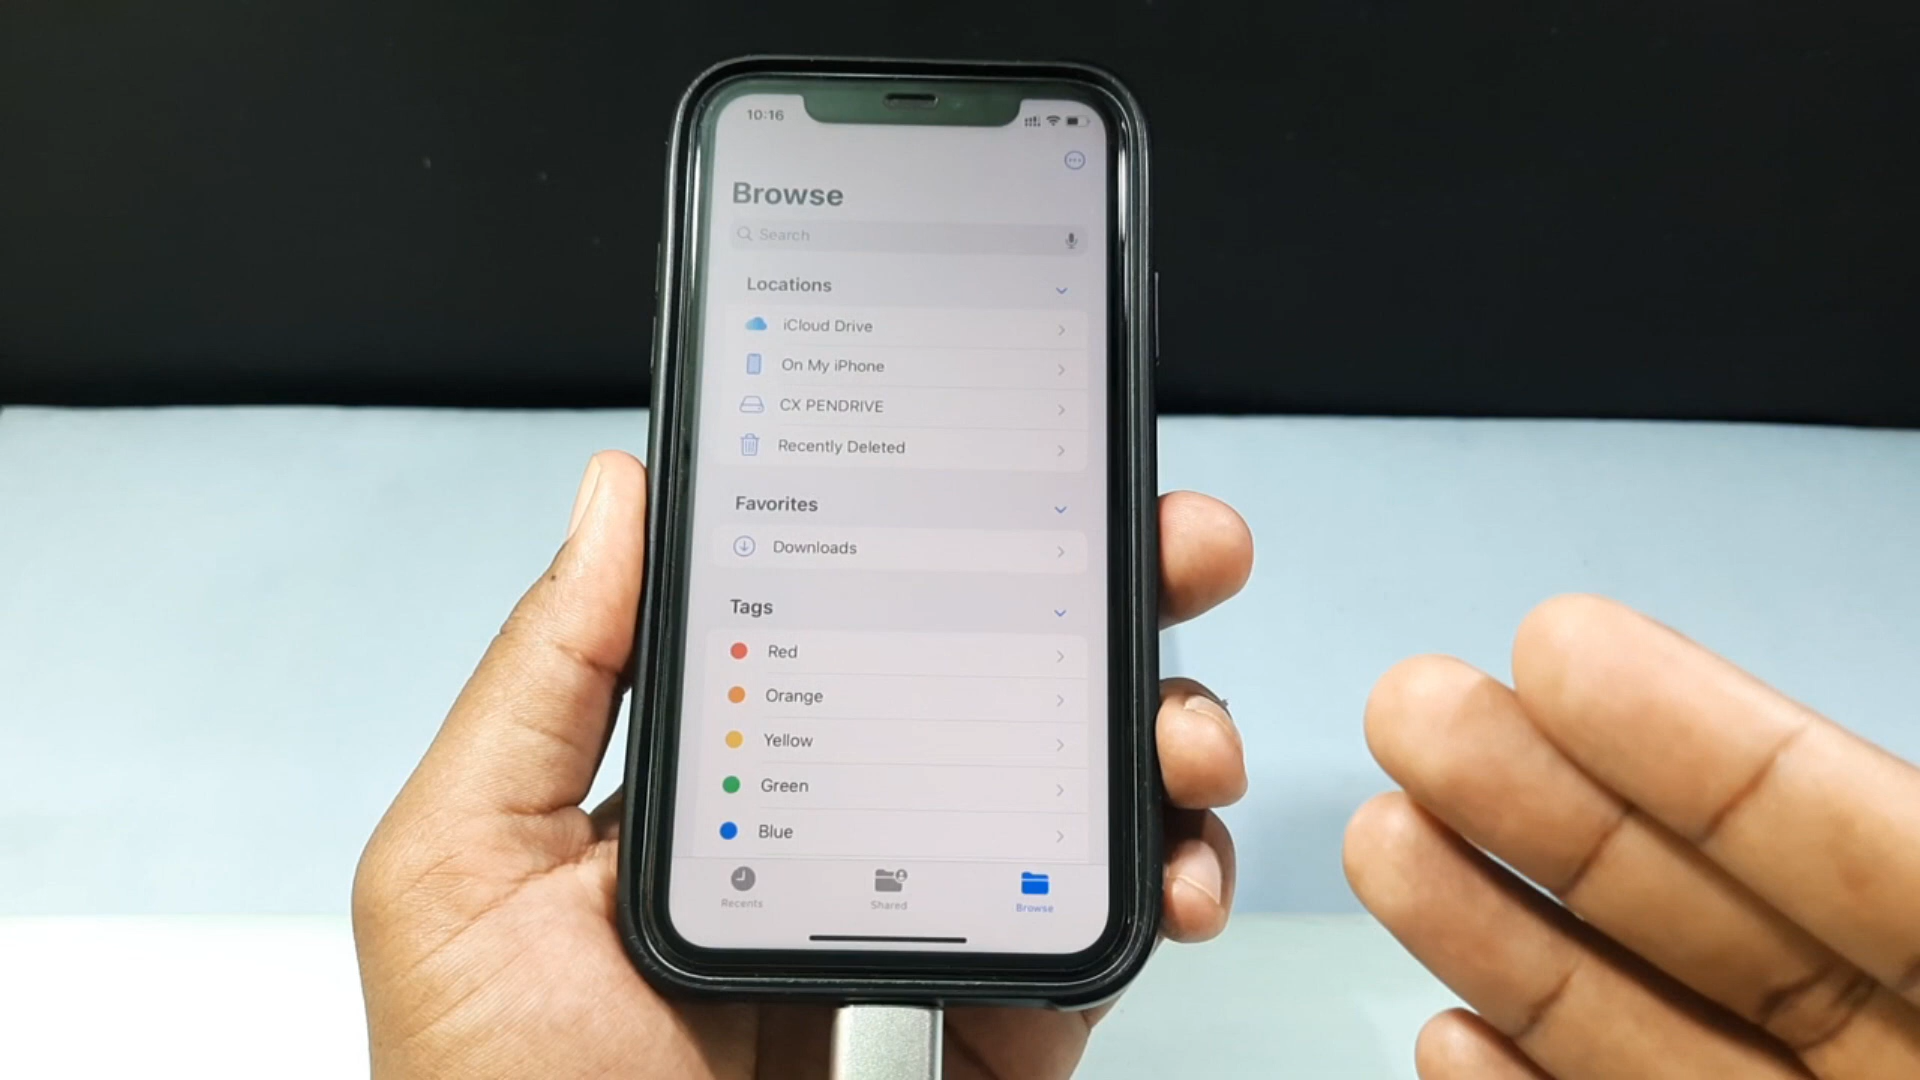 10:16
Browse
Search
Locations
iCloud Drive
On My iPhone
CX PENDRIVE
Recently Deleted
Favorites
Downloads
Tags
Red
Orange
Yellow
Green
Blue
Recents
Shared
Browse